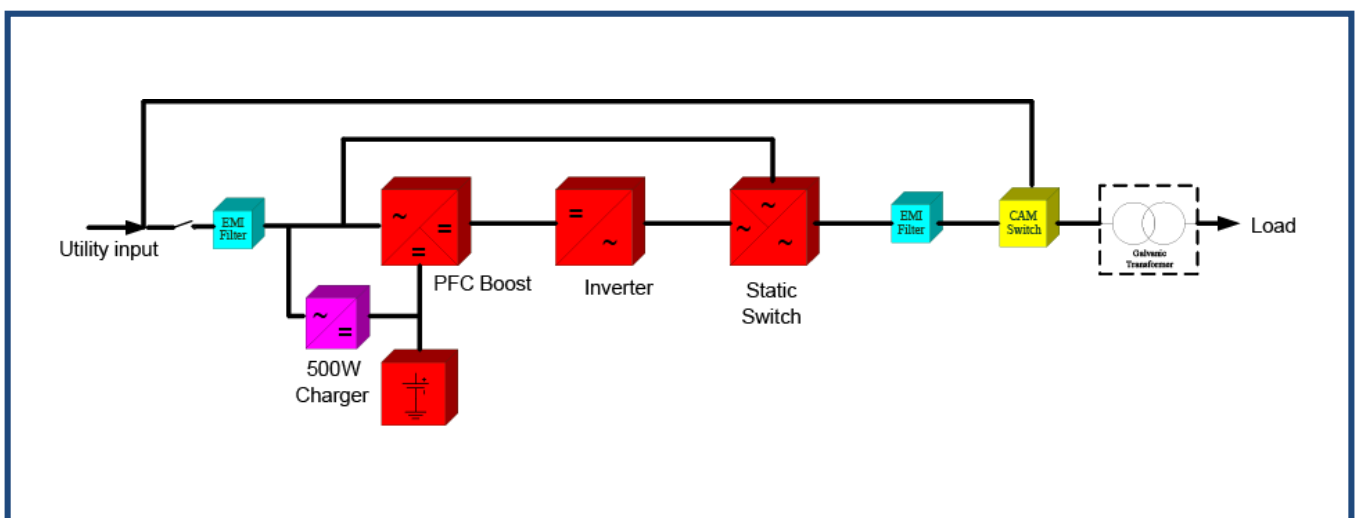 Utility input
EMI
Filter
~
=
=
PFC Boost
=
~
Inverter
~
~
~
Static
Switch
EMI
Filter
CAM
Switch
Galvanic
Transformer
Load
~
=
500W
Charger
+